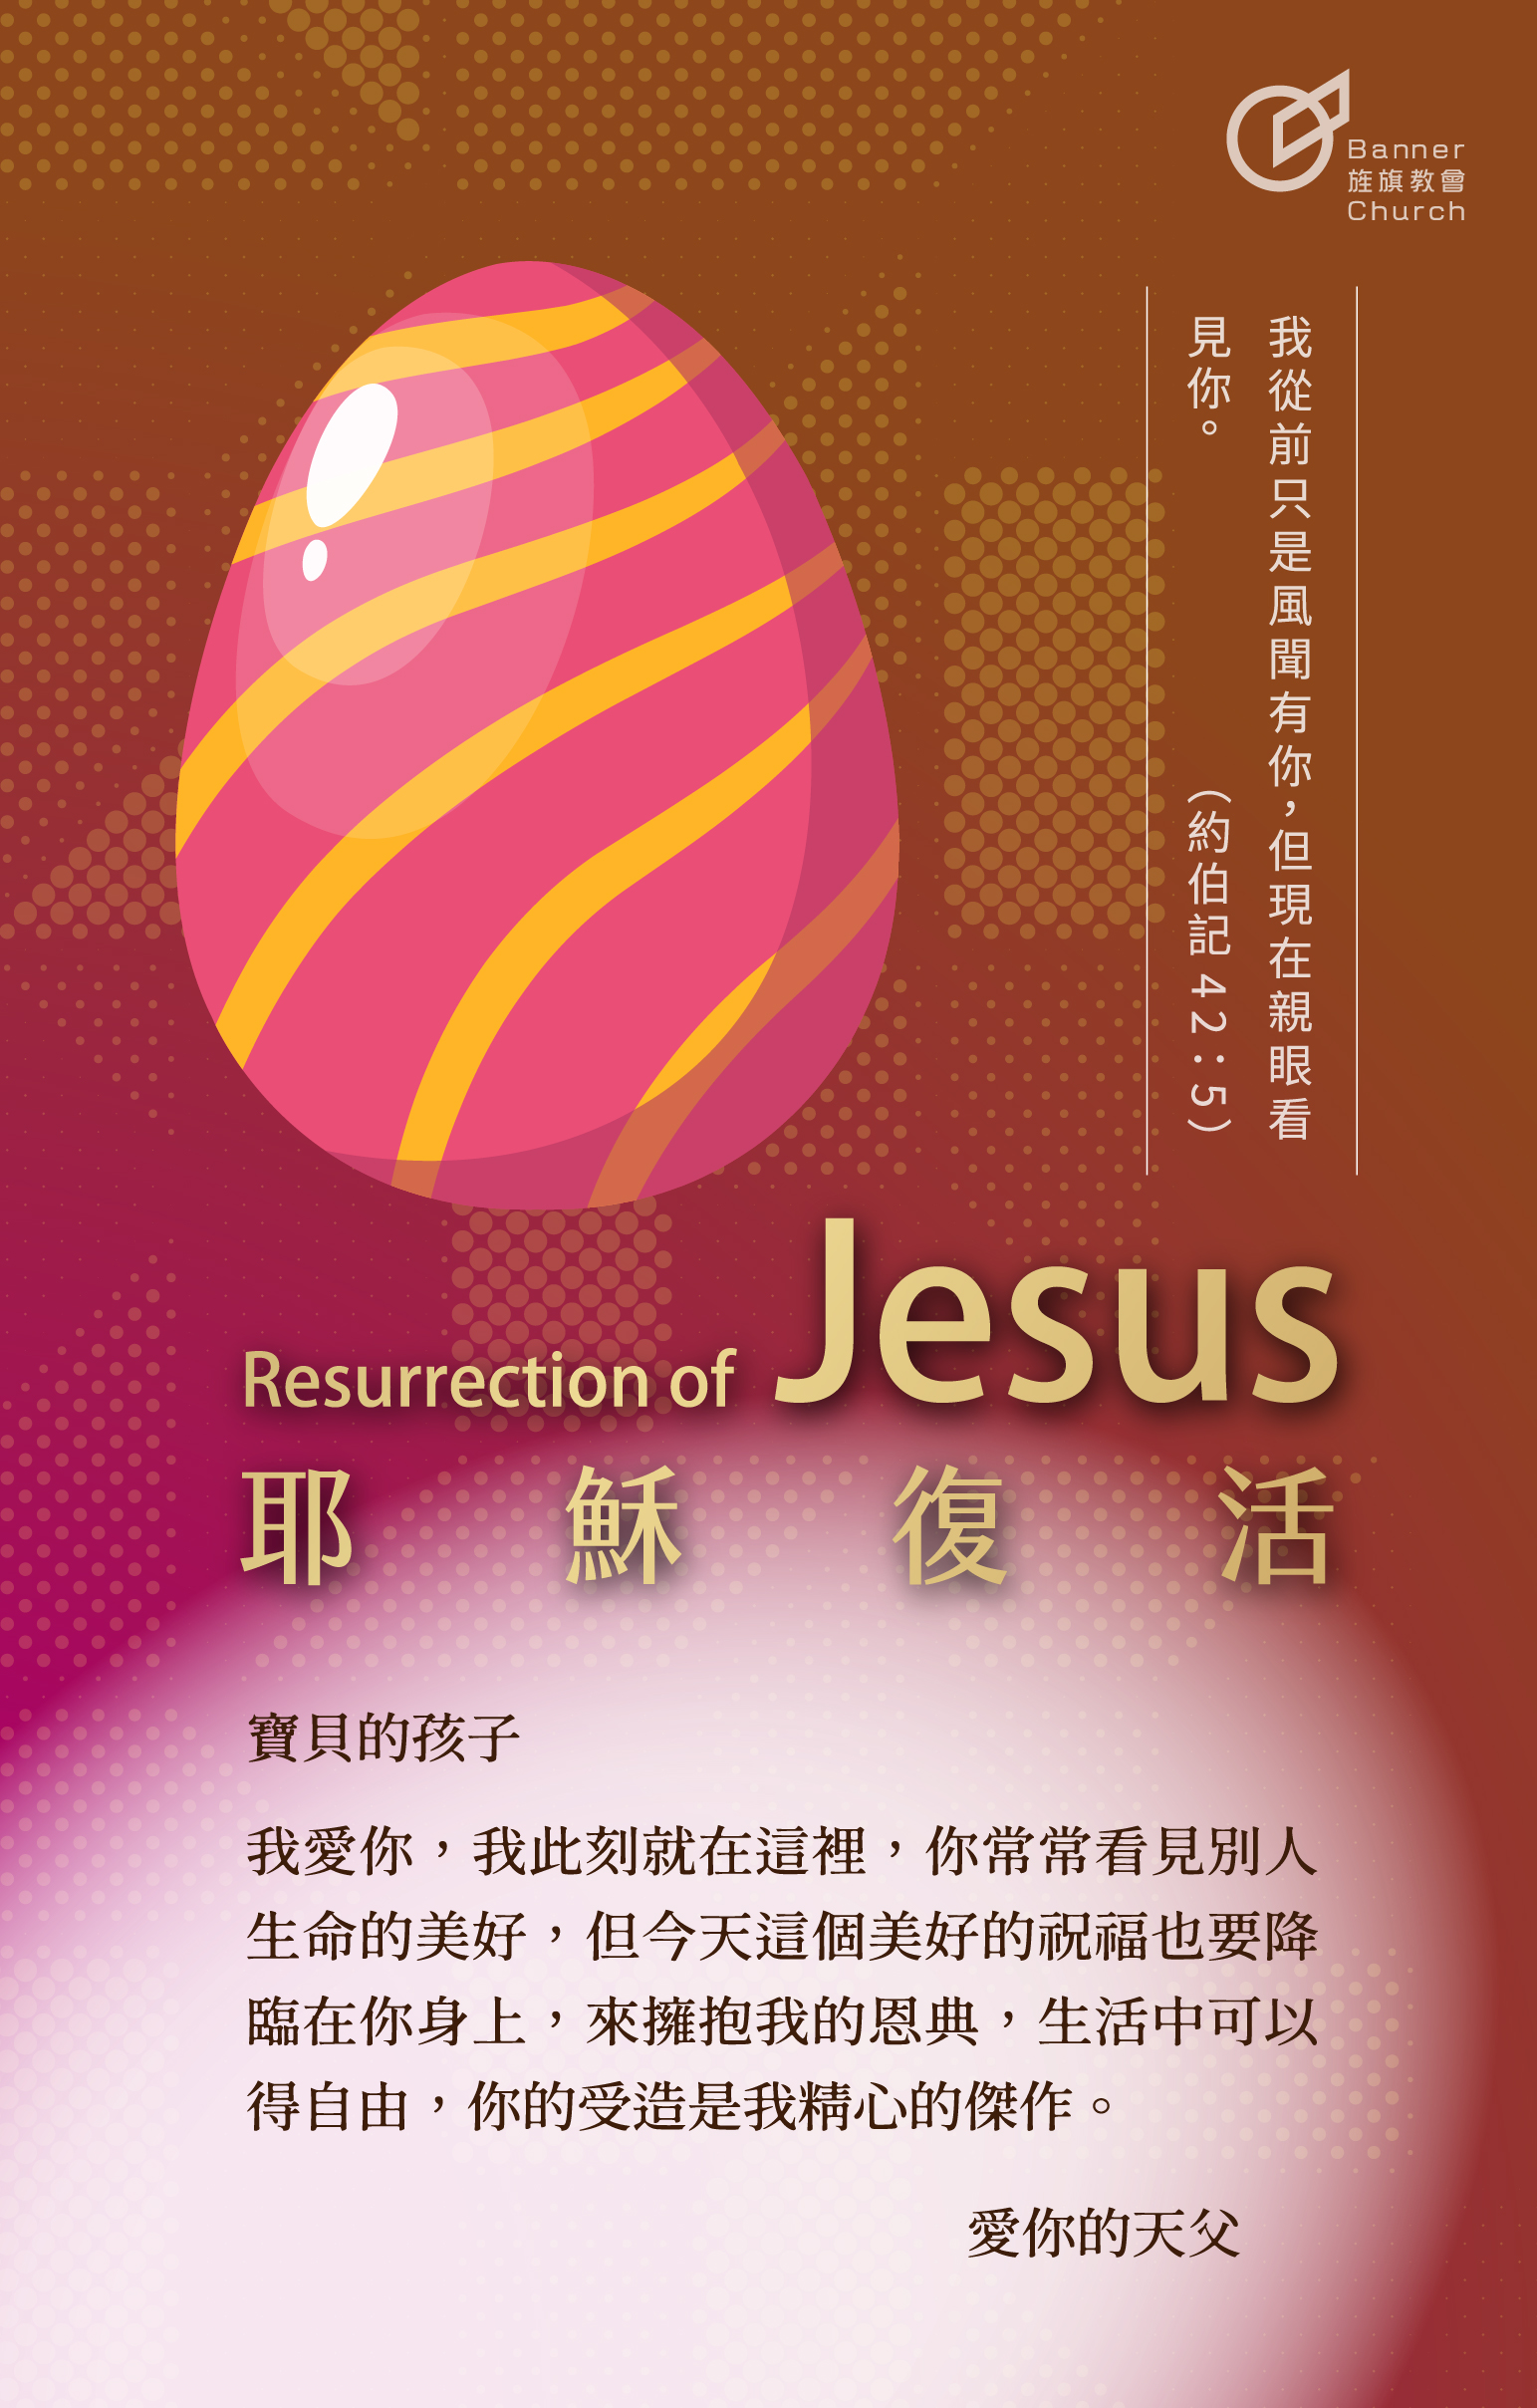 Banner
旌旗教會
Church
我從前只是風聞有你，但現在親眼看
見你。（約伯記 42：5）
Resurrection of Jesus
耶穌復活
寶貝的孩子
我愛你，我此刻就在這裡，你常常看見別人
生命的美好，但今天這個美好的祝福也要降
臨在你身上，來擁抱我的恩典，生活中可以
得自由，你的受造是我精心的傑作。
愛你的天父